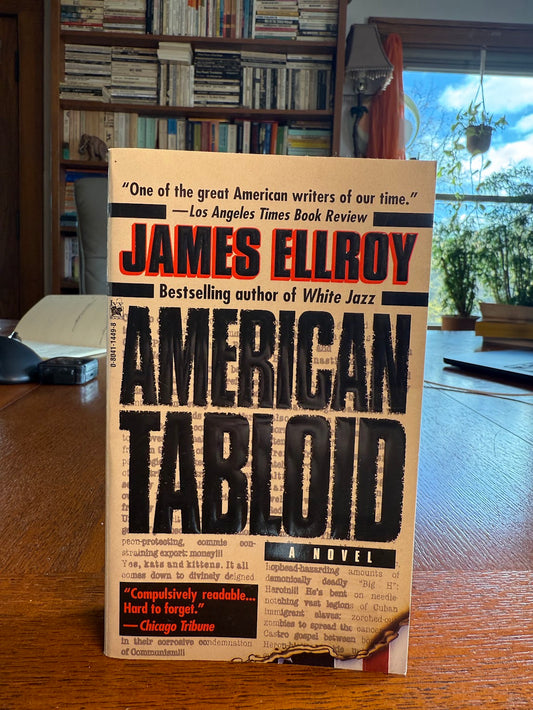 “One of the great American writers of our time.”
—Los Angeles Times Book Review
JAMES ELLROY
Bestselling author of White Jazz
0-8041-1449-8
AMERICAN
TABLOID
A NOVEL
peon-protecting, commie con-
straining export: money!!!
Yes, kats and kittens. It all
comes down to divinely deigned
“Compulsively readable...
Hard to forget.”
—Chicago Tribune
in their corrosive condemnation
of Communism!!!
hophead-hazarding amounts of
demonically deadly "Big H":
Heroin!!! He's bent on needle-
notching vast legions of Cuban
immigrant slaves: zorched-out
zombies to spread the
Castro gospel between